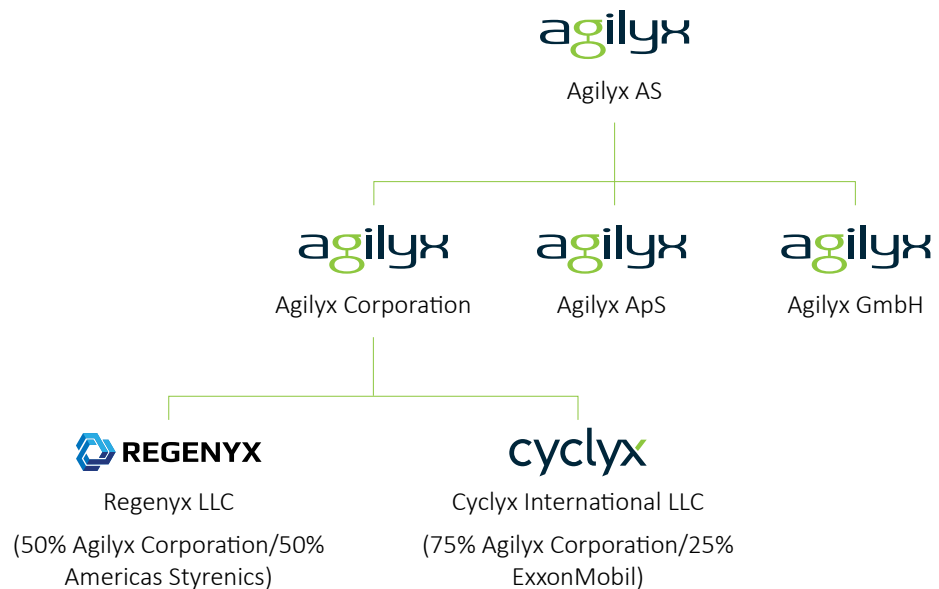 agilyx
Agilyx AS
agilyx agilyx agilyx
Agilyx Corporation Agilyx ApS Agilyx GmbH
REGENYX cyclyx
Regenyx LLC Cyclyx International LLC
(50% Agilyx Corporation/50% (75% Agilyx Corporation/25%
Americas Styrenics) ExxonMobil)